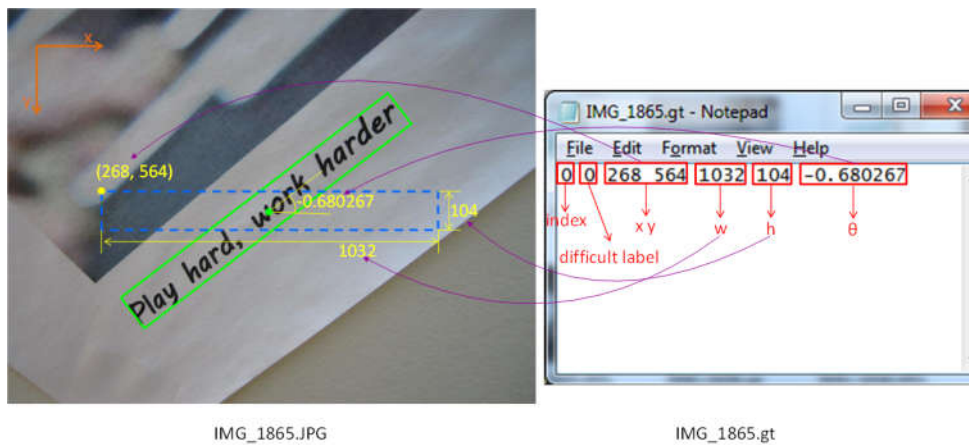 x
y
(268, 564)
Play hard, work harder
-0.680267
104
1032
IMG_1865.gt - Notepad
File Edit Format View Help
0 0 268 564 1032 104 -0.680267
index
difficult label
x y
w
h
θ
IMG_1865.JPG
IMG_1865.gt